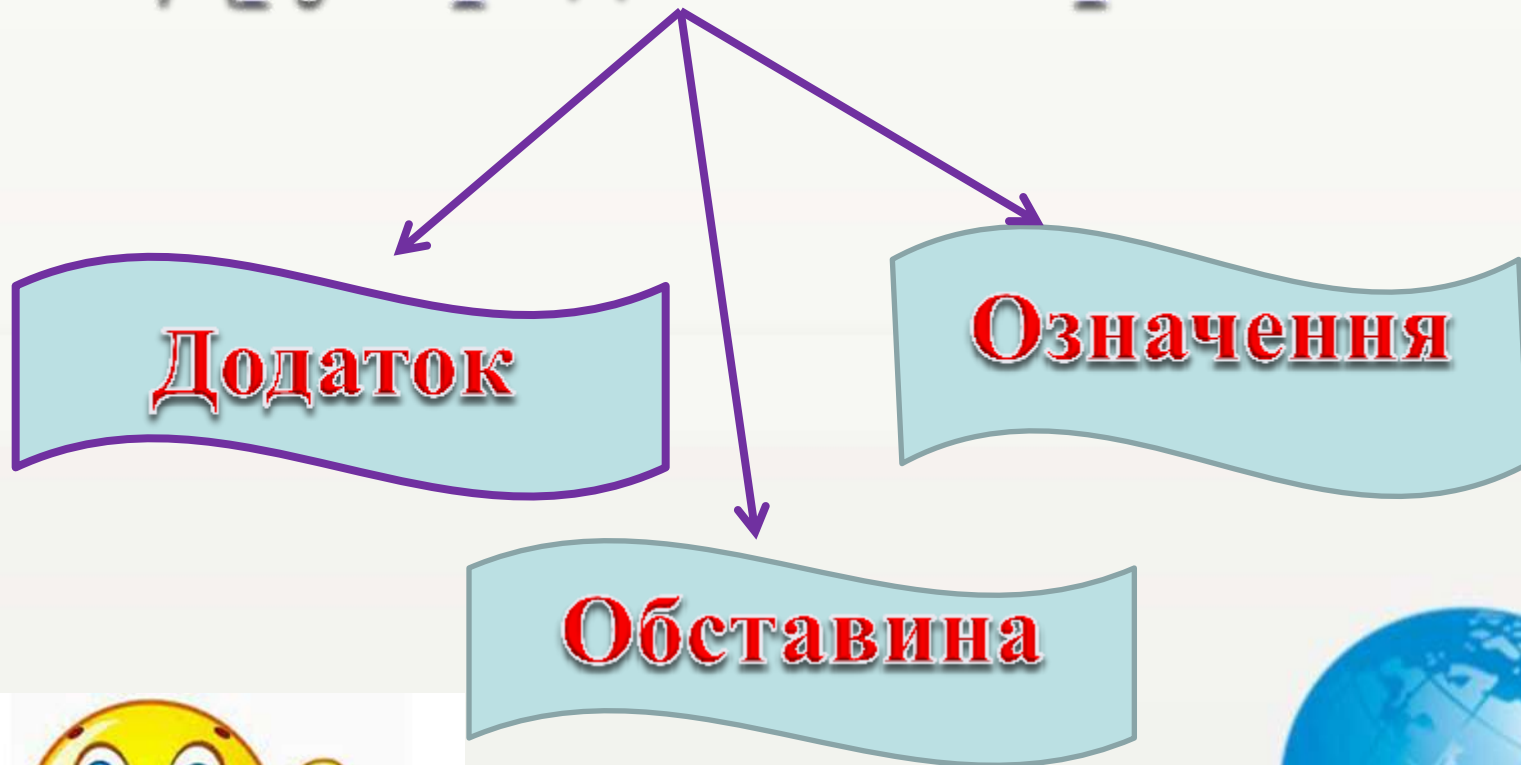 Додаток
Означення
Обставина